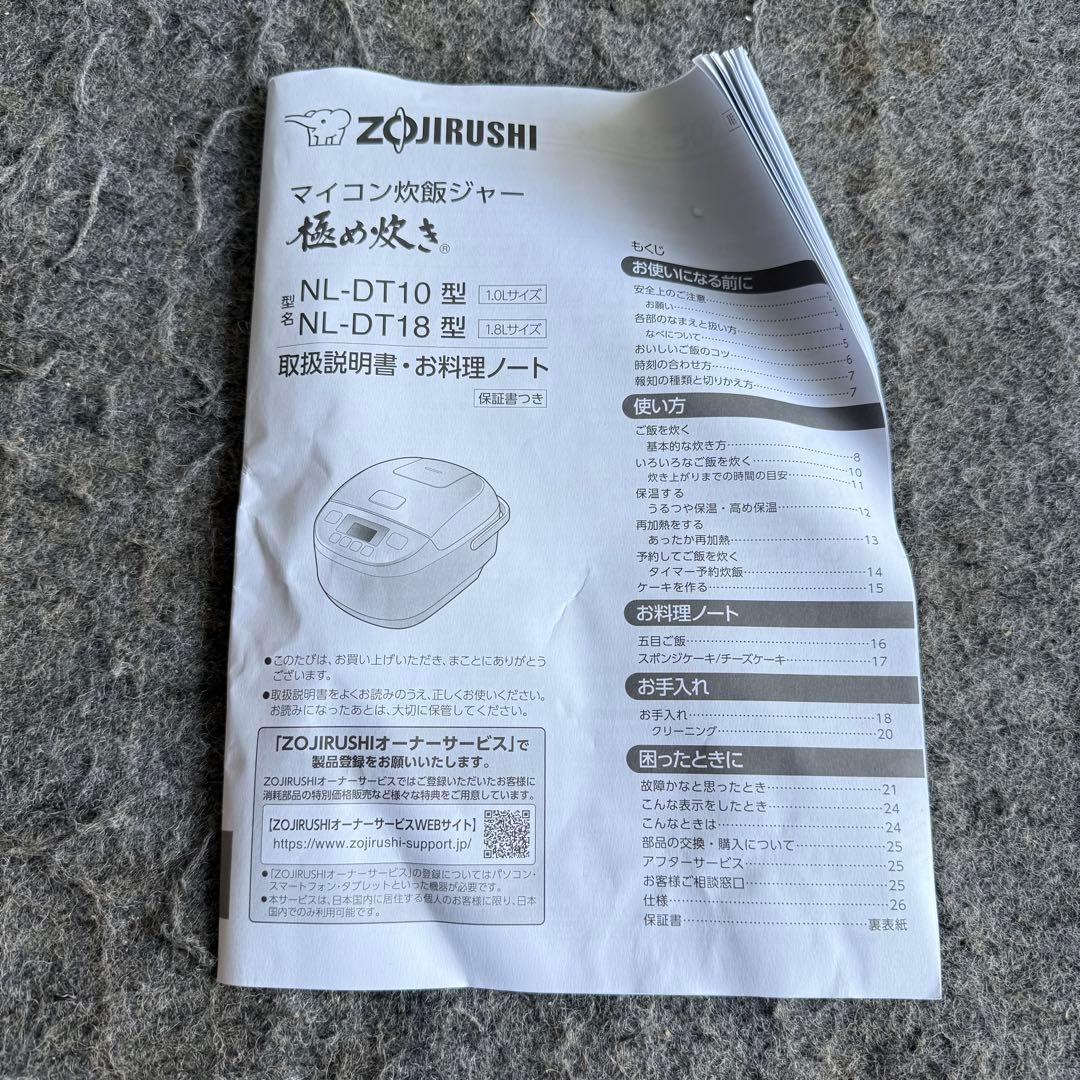 ZOJIRUSHI
マイコン炊飯ジャー
極め炊き®
型名
NL-DT10 型 1.0Lサイズ
NL-DT18 型 1.8Lサイズ
取扱説明書・お料理ノート
保証書つき
●このたびは、お買い上げいただき、まことにありがとう
ございます。
●取扱説明書をよくお読みのうえ、正しくお使いください。
お読みになったあとは、大切に保管してください。
「ZOJIRUSHIオーナーサービス」で
製品登録をお願いいたします。
ZOJIRUSHIオーナーサービスではご登録いただいたお客様に
消耗部品の特別価格販売など様々な特典をご用意しています。
【ZOJIRUSHIオーナーサービスWEBサイト】
https://www.zojirushi-support.jp/
●「ZOJIRUSHIオーナーサービス」の登録についてはパソコン・
スマートフォン・タブレットといった機器が必要です。
●本サービスは、日本国内に居住する個人のお客様に限り、日本
国内でのみ利用可能です。
もくじ
お使いになる前に
安全上のご注意
お願い 3
各部のなまえと扱い方 4
なべについて 5
おいしいご飯のコツ 6
時刻の合わせ方 7
報知の種類と切りかえ方 7
使い方
ご飯を炊く
基本的な炊き方 8
いろいろなご飯を炊く 10
炊き上がりまでの時間の目安 11
保温する
うるつや保温・高め保温 12
再加熱をする
あったか再加熱 13
予約してご飯を炊く
タイマー予約炊飯 14
ケーキを作る 15
お料理ノート
五目ご飯 16
スポンジケーキ/チーズケーキ 17
お手入れ
お手入れ 18
クリーニング 20
困ったときに
故障かなと思ったとき 21
こんな表示をしたとき 24
こんなときは 24
部品の交換・購入について 25
アフターサービス 25
お客様ご相談窓口 25
仕様 26
保証書 裏表紙